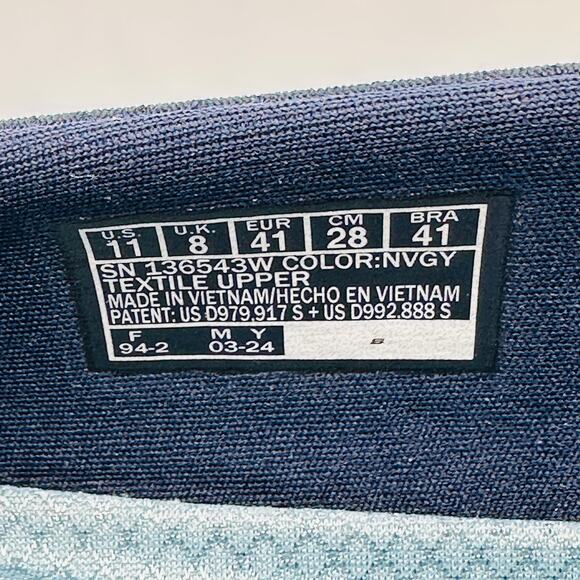 U.S. U.K. EUR CM BRA
11 8 41 28 41
SN 136543W COLOR:NVGY
TEXTILE UPPER
MADE IN VIETNAM/HECHO EN VIETNAM
PATENT: US D979,917 S + US D992,888 S
F M Y
94-2 03-24